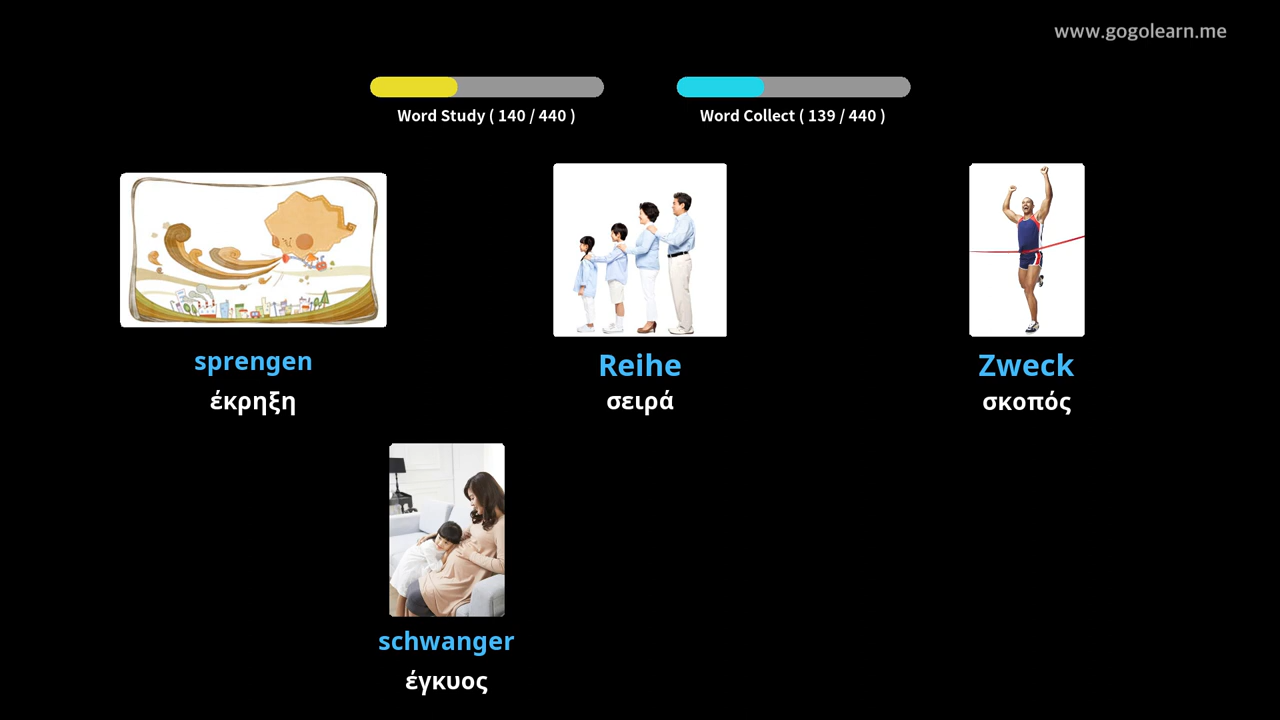 www.gogolearn.me
Word Study ( 140 / 440 )
Word Collect ( 139 / 440 )
sprengen
έκρηξη
Reihe
σειρά
Zweck
σκοπός
schwanger
έγκυος